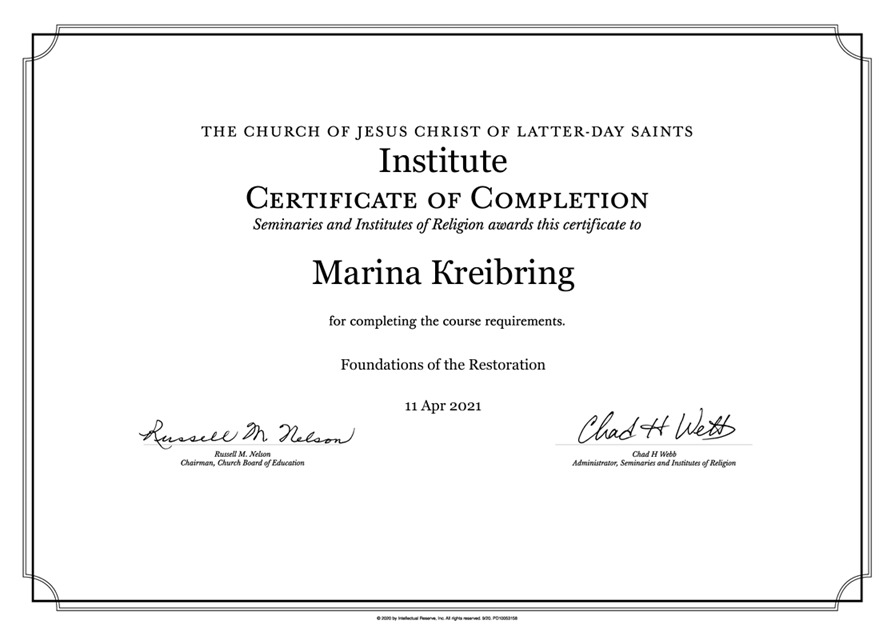 THE CHURCH OF JESUS CHRIST OF LATTER-DAY SAINTS
Institute
CERTIFICATE OF COMPLETION
Seminaries and Institutes of Religion awards this certificate to
Marina Kreibring
for completing the course requirements.
Foundations of the Restoration
11 Apr 2021
Russell M Nelson
Chad H Webb
Russell M. Nelson
Chad H Webb
Chairman, Church Board of Education
Administrator, Seminaries and Institutes of Religion
© 2020 by Intellectual Reserve, Inc. All rights reserved. 9/20. PD10053158